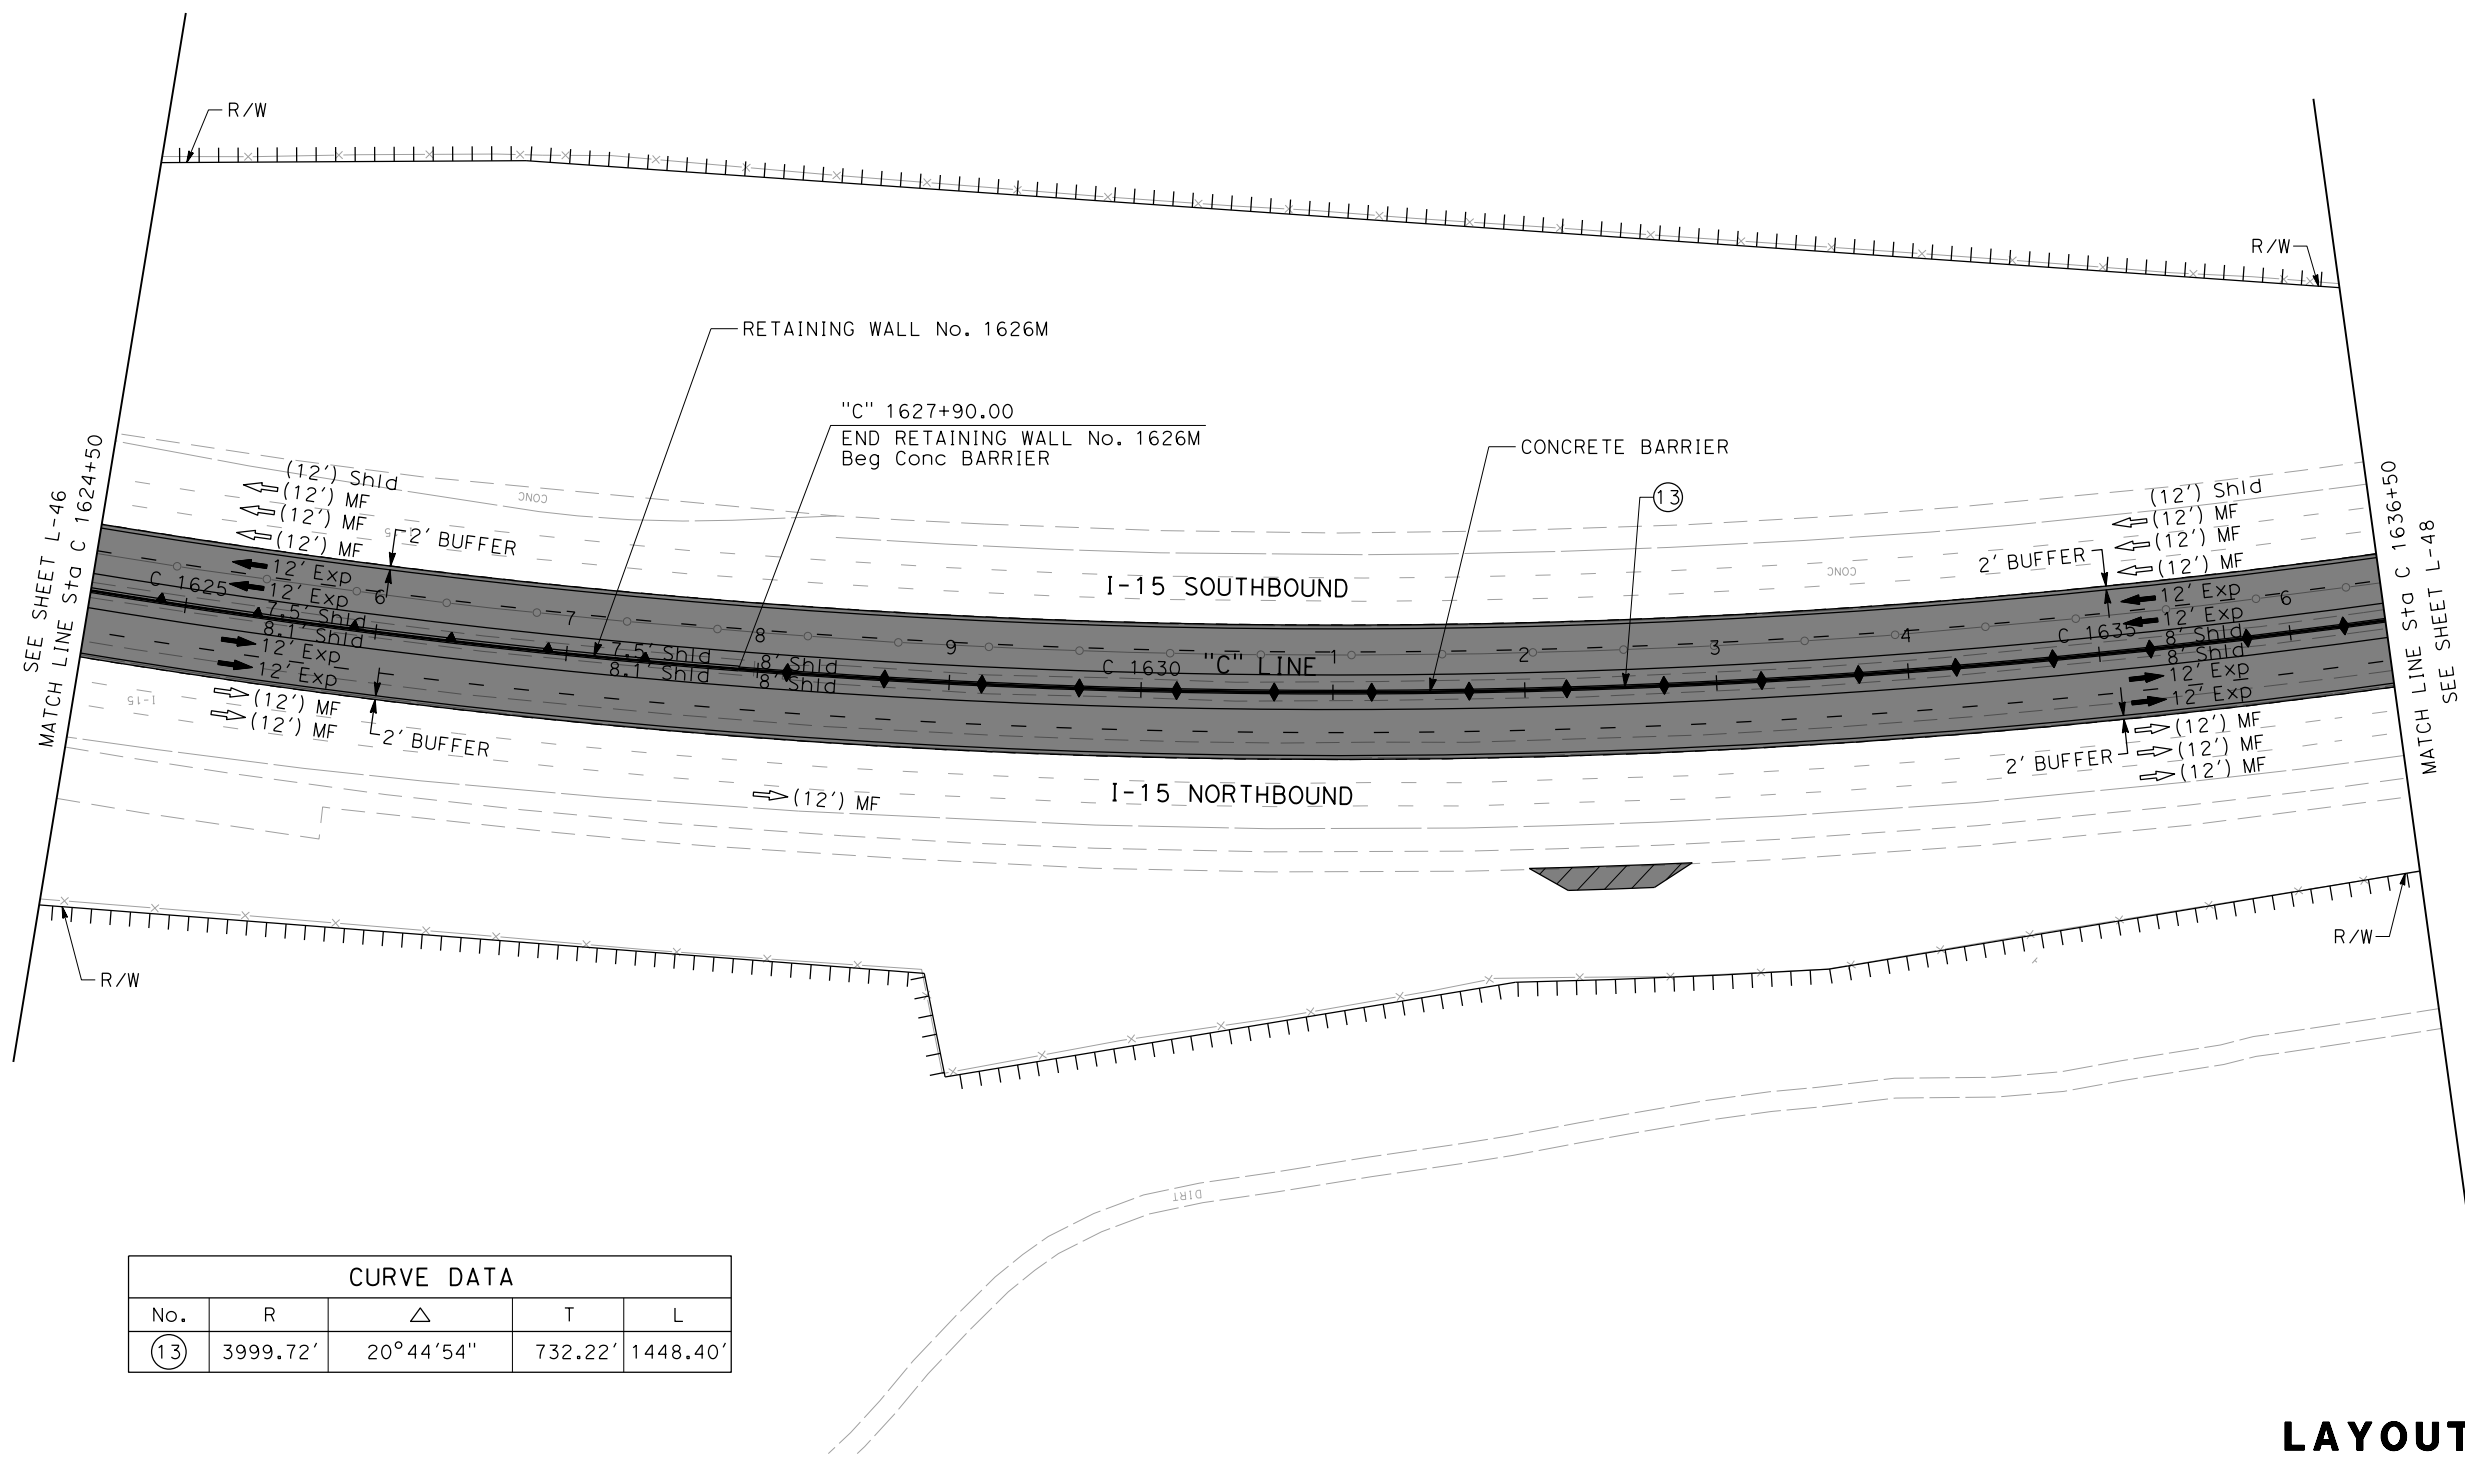 R/W
R/W
RETAINING WALL No. 1626M
"C" 1627+90.00
END RETAINING WALL No. 1626M
Beg Conc BARRIER
CONCRETE BARRIER
13
SEE SHEET L-46
MATCH LINE Sta C 1624+50
(12') Shld
(12') MF
(12') MF
(12') MF
CONC
2' BUFFER
12' Exp
12' Exp
C 1625
6
7
8
9
C 1630
"C" LINE
1
2
3
4
C 1635
6
7.5' Shld
8.1' Shld
12' Exp
12' Exp
(12') MF
(12') MF
2' BUFFER
I-15
7.5' Shld
8.1' Shld
8' Shld
8' Shld
I-15 SOUTHBOUND
CONC
I-15 NORTHBOUND
(12') MF
(12') Shld
(12') MF
(12') MF
(12') MF
2' BUFFER
12' Exp
12' Exp
8' Shld
8' Shld
12' Exp
12' Exp
(12') MF
(12') MF
(12') MF
2' BUFFER
MATCH LINE Sta C 1636+50
SEE SHEET L-48
R/W
R/W
DIRT
CURVE DATA
No. R △ T L
13 3999.72' 20°44'54" 732.22' 1448.40'
LAYOUT